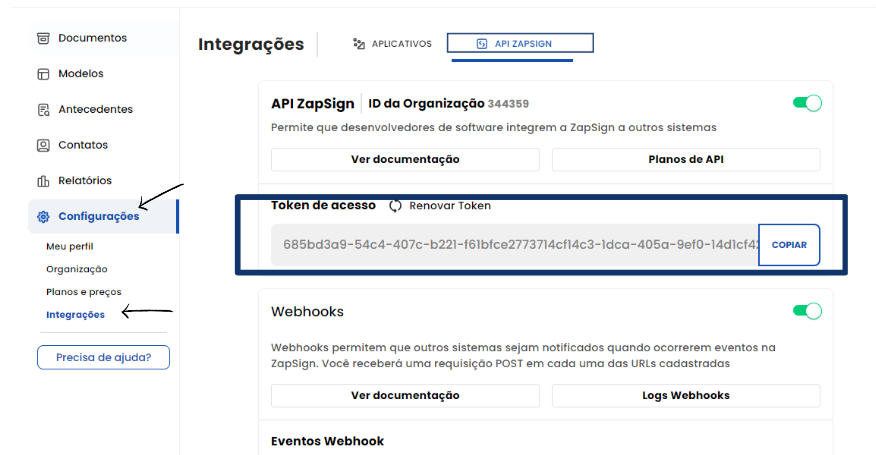 Documentos
Modelos
Antecedentes
Contatos
Relatórios
Configurações
Meu perfil
Organização
Planos e preços
Integrações
Precisa de ajuda?
Integrações
APLICATIVOS
API ZAPSIGN
API ZapSign
ID da Organização 344359
Permite que desenvolvedores de software integrem a ZapSign a outros sistemas
Ver documentação
Planos de API
Token de acesso
Renovar Token
685bd3a9-54c4-407c-b221-f61bfce2773714cf14c3-1dca-405a-9ef0-14d1cf42
COPIAR
Webhooks
Webhooks permitem que outros sistemas sejam notificados quando ocorrerem eventos na
ZapSign. Você receberá uma requisição POST em cada uma das URLs cadastradas
Ver documentação
Logs Webhooks
Eventos Webhook